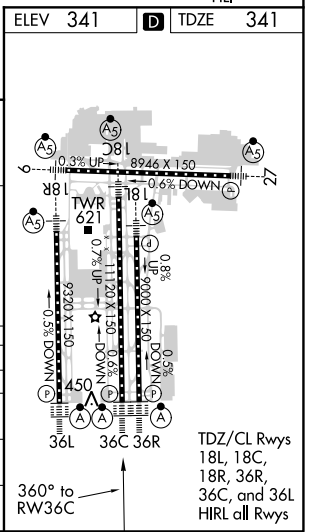 ELEV 341 D TDZE 341
A5
A5
A5
9
0.3% UP
18C
8946 X 150
0.6% DOWN
P
27
18R
18L
A5
A5
TWR
621
0.7% UP
11120 X 150
P
UP
0.8%
9320 X 150
9000 X 150
0.5% DOWN
DOWN
0.6%
DOWN
0.5%
P
450
P
P
A
A
A
36L
36C
36R
TDZ/CL Rwys
18L, 18C,
18R, 36R,
36C, and 36L
HIRL all Rwys
360° to
RW36C